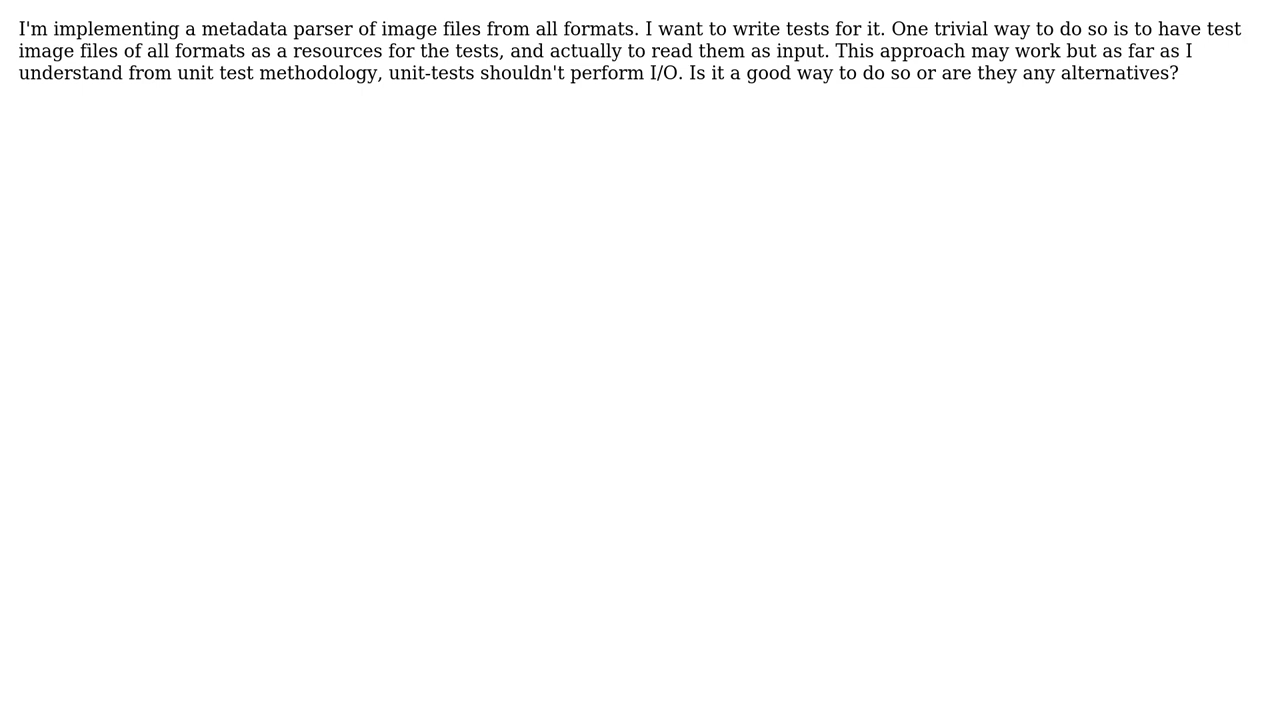 I'm implementing a metadata parser of image files from all formats. I want to write tests for it. One trivial way to do so is to have test
image files of all formats as a resources for the tests, and actually to read them as input. This approach may work but as far as I
understand from unit test methodology, unit-tests shouldn't perform I/O. Is it a good way to do so or are they any alternatives?